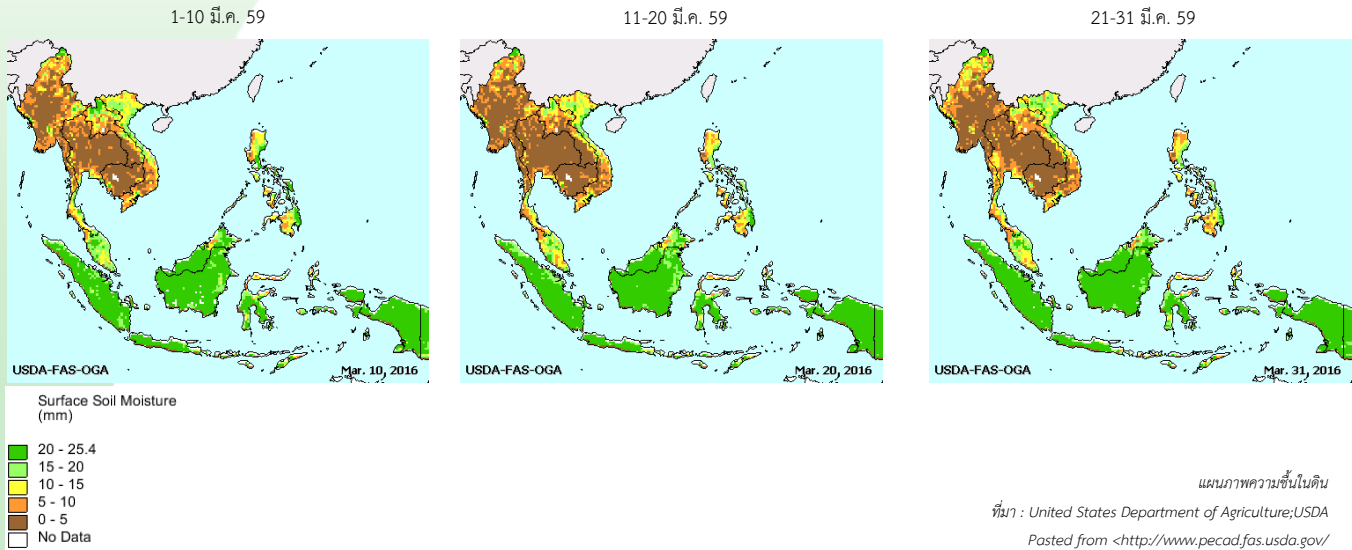 1-10 มี.ค. 59
11-20 มี.ค. 59
21-31 มี.ค. 59
USDA-FAS-OGA
Mar. 10, 2016
USDA-FAS-OGA
Mar. 20, 2016
USDA-FAS-OGA
Mar. 31, 2016
Surface Soil Moisture
(mm)
20 - 25.4
15 - 20
10 - 15
5 - 10
0 - 5
No Data
แผนภาพความชื้นในดิน
ที่มา : United States Department of Agriculture;USDA
Pasted from <http://www.pecad.fas.usda.gov/